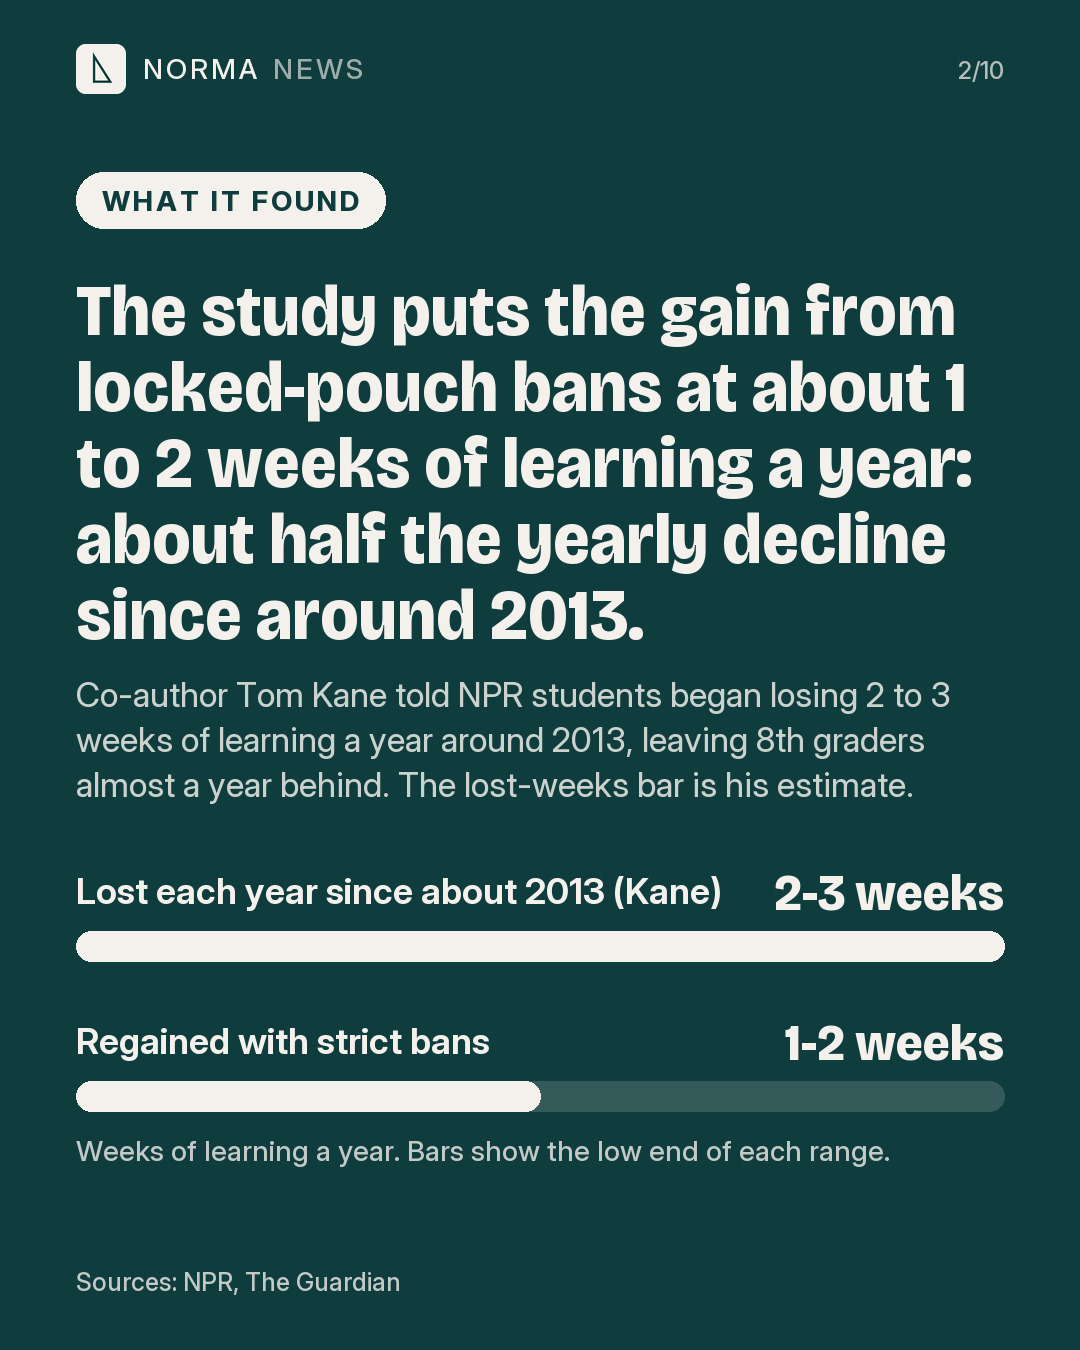 NORMA NEWS
2/10
WHAT IT FOUND
The study puts the gain from
locked-pouch bans at about 1
to 2 weeks of learning a year:
about half the yearly decline
since around 2013.
Co-author Tom Kane told NPR students began losing 2 to 3
weeks of learning a year around 2013, leaving 8th graders
almost a year behind. The lost-weeks bar is his estimate.
Lost each year since about 2013 (Kane) 2-3 weeks
Regained with strict bans 1-2 weeks
Weeks of learning a year. Bars show the low end of each range.
Sources: NPR, The Guardian